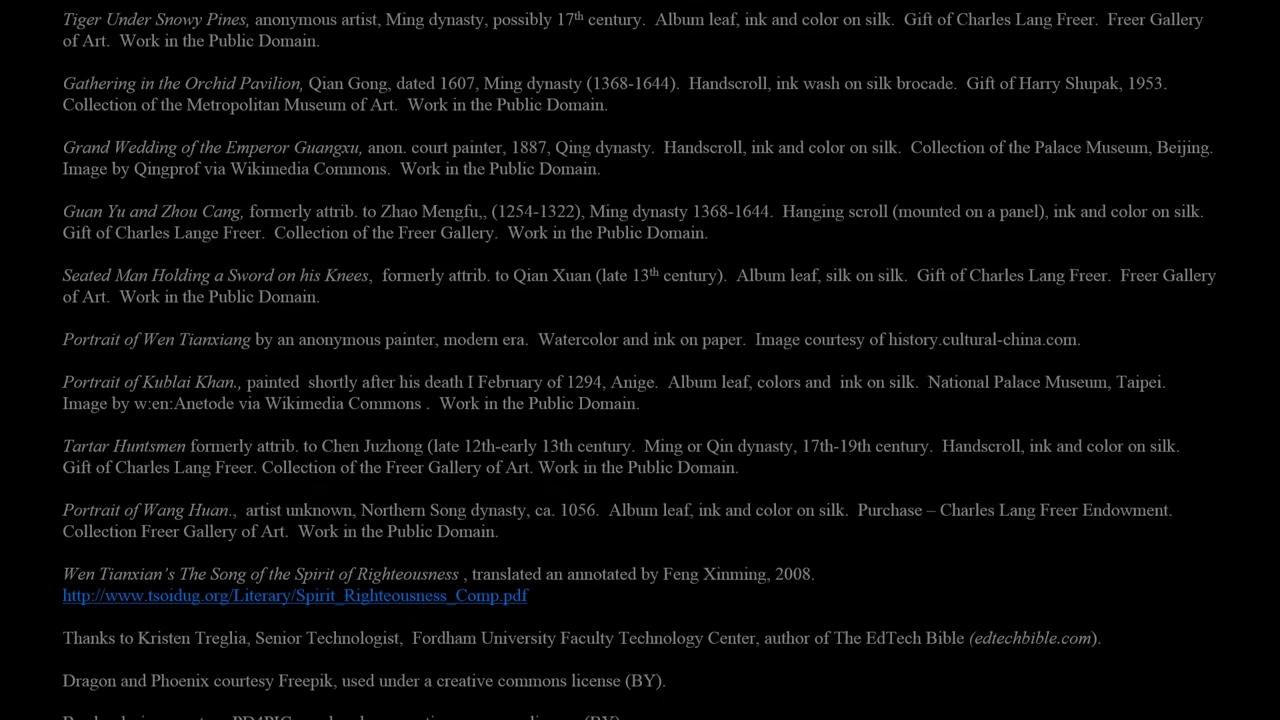 Tiger Under Snowy Pines, anonymous artist, Ming dynasty, possibly 17th century. Album leaf, ink and color on silk. Gift of Charles Lang Freer. Freer Gallery
of Art. Work in the Public Domain.
Gathering in the Orchid Pavilion, Qian Gong, dated 1607, Ming dynasty (1368-1644). Handscroll, ink wash on silk brocade. Gift of Harry Shupak, 1953.
Collection of the Metropolitan Museum of Art. Work in the Public Domain.
Grand Wedding of the Emperor Guangxu, anon. court painter, 1887, Qing dynasty. Handscroll, ink and color on silk. Collection of the Palace Museum, Beijing.
Image by Qingprof via Wikimedia Commons. Work in the Public Domain.
Guan Yu and Zhou Cang, formerly attrib. to Zhao Mengfu,, (1254-1322), Ming dynasty 1368-1644. Hanging scroll (mounted on a panel), ink and color on silk.
Gift of Charles Lange Freer. Collection of the Freer Gallery. Work in the Public Domain.
Seated Man Holding a Sword on his Knees, formerly attrib. to Qian Xuan (late 13th century). Album leaf, silk on silk. Gift of Charles Lang Freer. Freer Gallery
of Art. Work in the Public Domain.
Portrait of Wen Tianxiang by an anonymous painter, modern era. Watercolor and ink on paper. Image courtesy of history.cultural-china.com.
Portrait of Kublai Khan., painted shortly after his death I February of 1294, Anige. Album leaf, colors and ink on silk. National Palace Museum, Taipei.
Image by w:en:Anetode via Wikimedia Commons . Work in the Public Domain.
Tartar Huntsmen formerly attrib. to Chen Juzhong (late 12th-early 13th century. Ming or Qin dynasty, 17th-19th century. Handscroll, ink and color on silk.
Gift of Charles Lang Freer. Collection of the Freer Gallery of Art. Work in the Public Domain.
Portrait of Wang Huan., artist unknown, Northern Song dynasty, ca. 1056. Album leaf, ink and color on silk. Purchase – Charles Lang Freer Endowment.
Collection Freer Gallery of Art. Work in the Public Domain.
Wen Tianxian's The Song of the Spirit of Righteousness , translated an annotated by Feng Xinming, 2008.
http://www.tsoidug.org/Literary/Spirit_Righteousness_Comp.pdf
Thanks to Kristen Treglia, Senior Technologist, Fordham University Faculty Technology Center, author of The EdTech Bible (edtechbible.com).
Dragon and Phoenix courtesy Freepik, used under a creative commons license (BY).